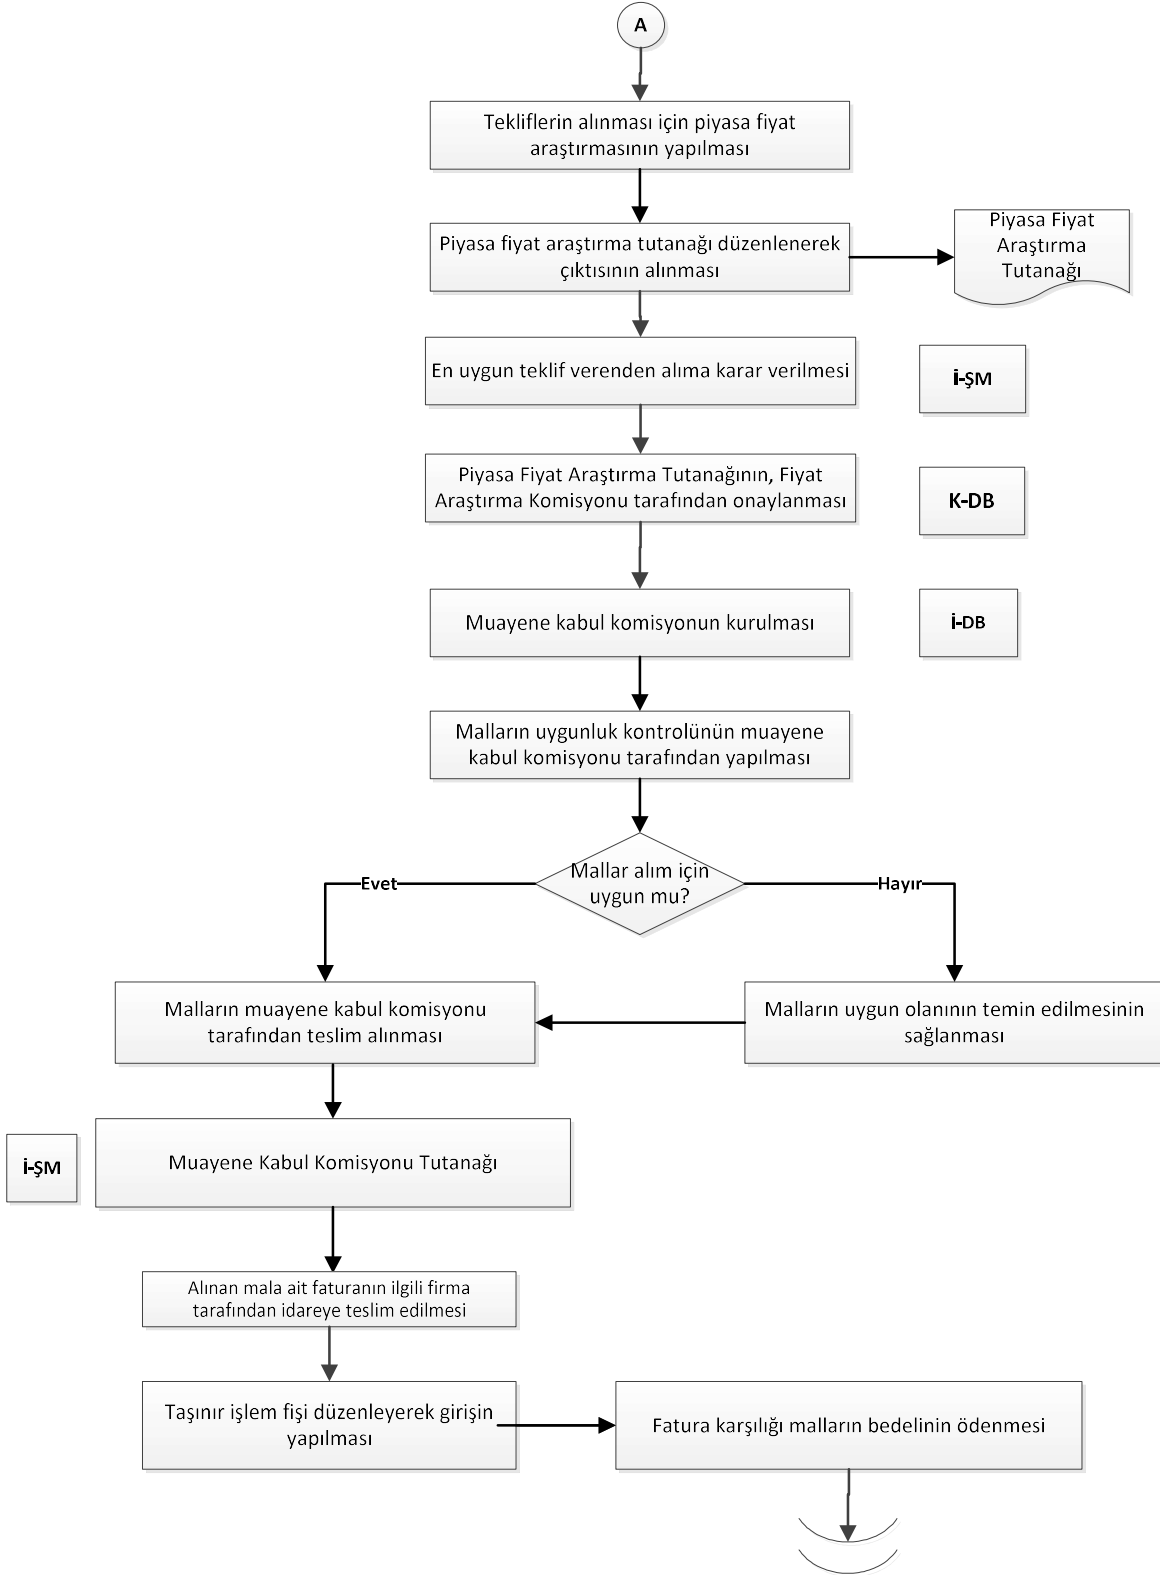 A
Tekliflerin alınması için piyasa fiyat
araştırmasının yapılması
Piyasa fiyat araştırma tutanağı düzenlenerek
çıktısının alınması
Piyasa Fiyat
Araştırma
Tutanağı
En uygun teklif verenden alıma karar verilmesi
İ-ŞM
Piyasa Fiyat Araştırma Tutanağının, Fiyat
Araştırma Komisyonu tarafından onaylanması
K-DB
Muayene kabul komisyonun kurulması
İ-DB
Malların uygunluk kontrolünün muayene
kabul komisyonu tarafından yapılması
Mallar alım için
uygun mu?
Evet
Hayır
Malların muayene kabul komisyonu
tarafından teslim alınması
Malların uygun olanının temin edilmesinin
sağlanması
İ-ŞM
Muayene Kabul Komisyonu Tutanağı
Alınan mala ait faturanın ilgili firma
tarafından idareye teslim edilmesi
Taşınır işlem fişi düzenleyerek girişin
yapılması
Fatura karşılığı malların bedelinin ödenmesi